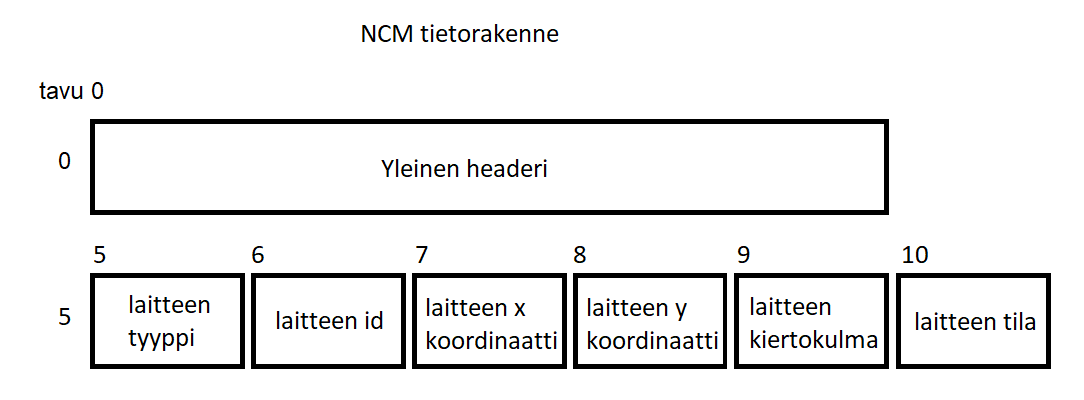 NCM tietorakenne
tavu 0
0
Yleinen headeri
5 6 7 8 9 10
5
laitteen
tyyppi
laitteen id
laitteen x
koordinaatti
laitteen y
koordinaatti
laitteen
kiertokulma
laitteen tila